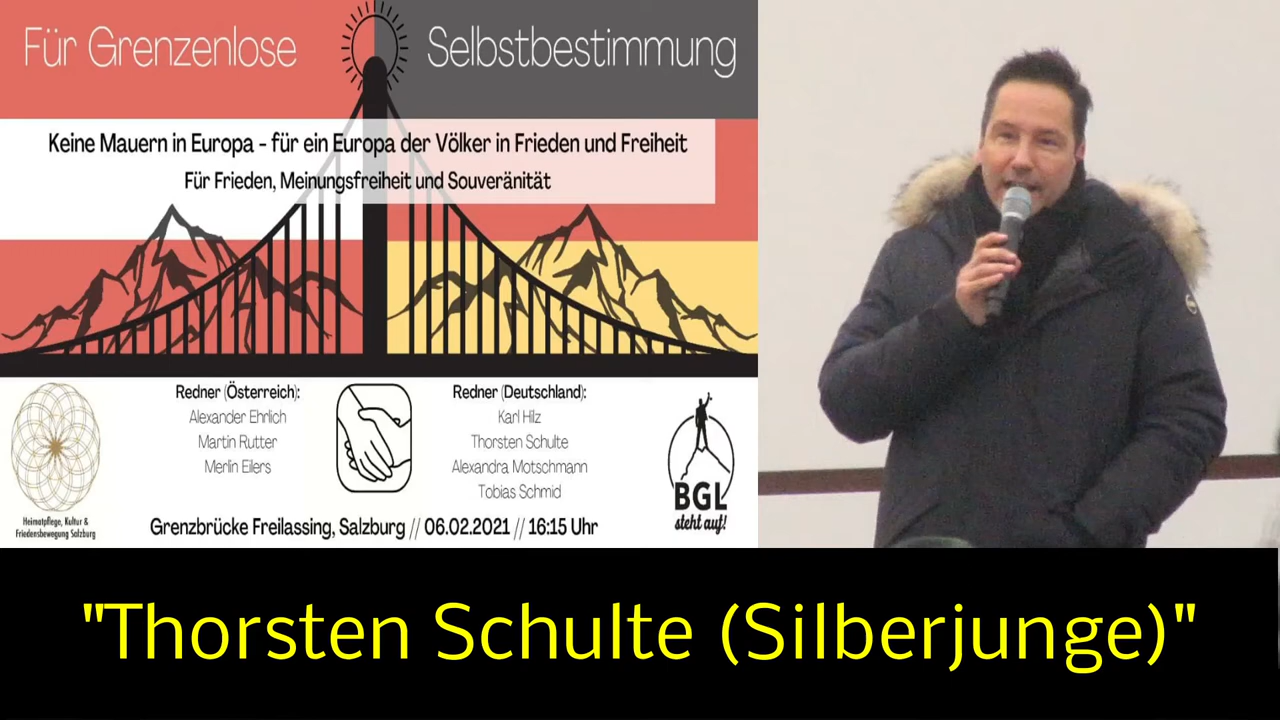 Für Grenzenlose Selbstbestimmung
Keine Mauern in Europa - für ein Europa der Völker in Frieden und Freiheit
Für Frieden, Meinungsfreiheit und Souveränität
Redner (Österreich):
Alexander Ehrlich
Martin Rutter
Merlin Eilers
Redner (Deutschland):
Karl Hilz
Thorsten Schulte
Alexandra Motschmann
Tobias Schmid
Heimatpflege, Kultur &
Friedensbewegung Salzburg
BGL
steht auf!
Grenzbrücke Freilassing, Salzburg // 06.02.2021 // 16:15 Uhr
"Thorsten Schulte (Silberjunge)"